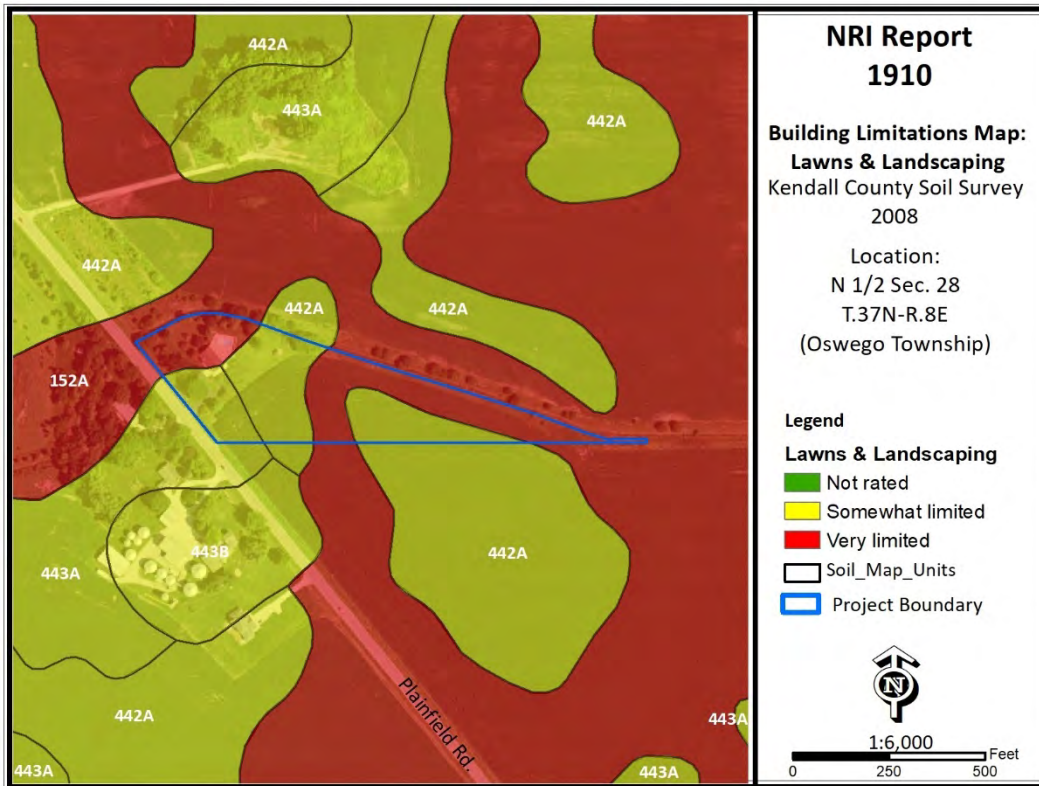 442A
443A
442A
442A
442A
442A
152A
443B
443A
442A
442A
443A
443A
443A
Plainfield Rd.
NRI Report
1910
Building Limitations Map:
Lawns & Landscaping
Kendall County Soil Survey
2008
Location:
N 1/2 Sec. 28
T.37N-R.8E
(Oswego Township)
Legend
Lawns & Landscaping
Not rated
Somewhat limited
Very limited
Soil_Map_Units
Project Boundary
N
1:6,000
Feet
0 250 500